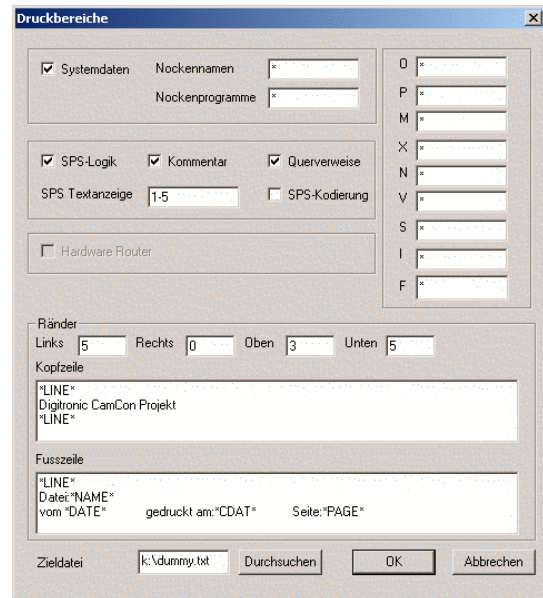 Druckbereiche
Systemdaten Nockennamen *
Nockenprogramme *
SPS-Logik Kommentar Querverweise
SPS Textanzeige 1-5 SPS-Kodierung
Hardware Router
O *
P *
M *
X *
N *
V *
S *
I *
F *
Ränder
Links 5 Rechts 0 Oben 3 Unten 5
Kopfzeile
*LINE*
Digitronic CamCon Projekt
*LINE*
Fusszeile
*LINE*
Datei:*NAME*
vom *DATE* gedruckt am:*CDAT* Seite:*PAGE*
Zieldatei k:\dummy.txt Durchsuchen OK Abbrechen